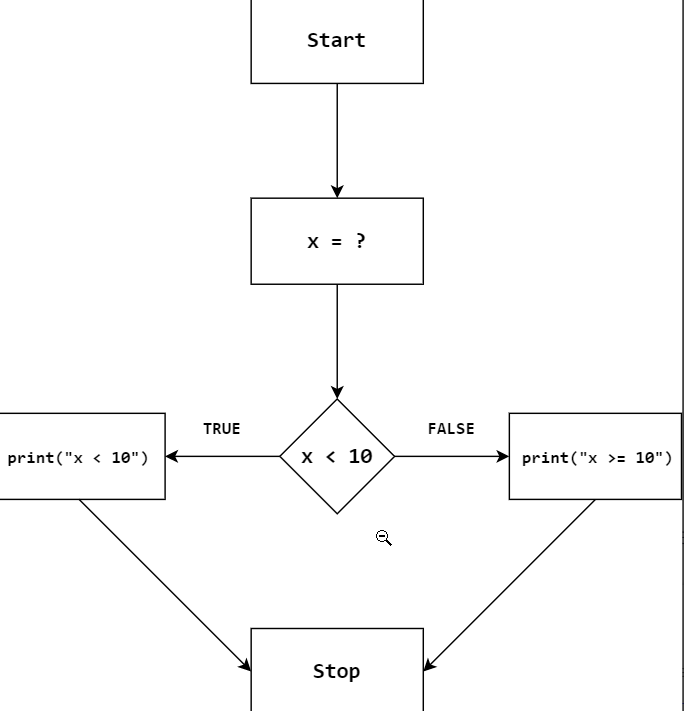 Start
x = ?
TRUE
FALSE
print("x < 10")
x < 10
print("x >= 10")
Stop